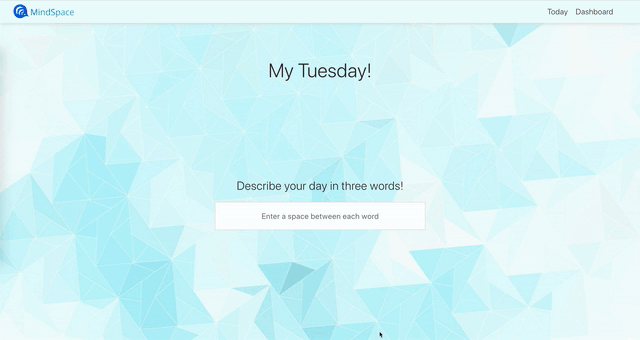 MindSpace
Today Dashboard
My Tuesday!
Describe your day in three words!
Enter a space between each word